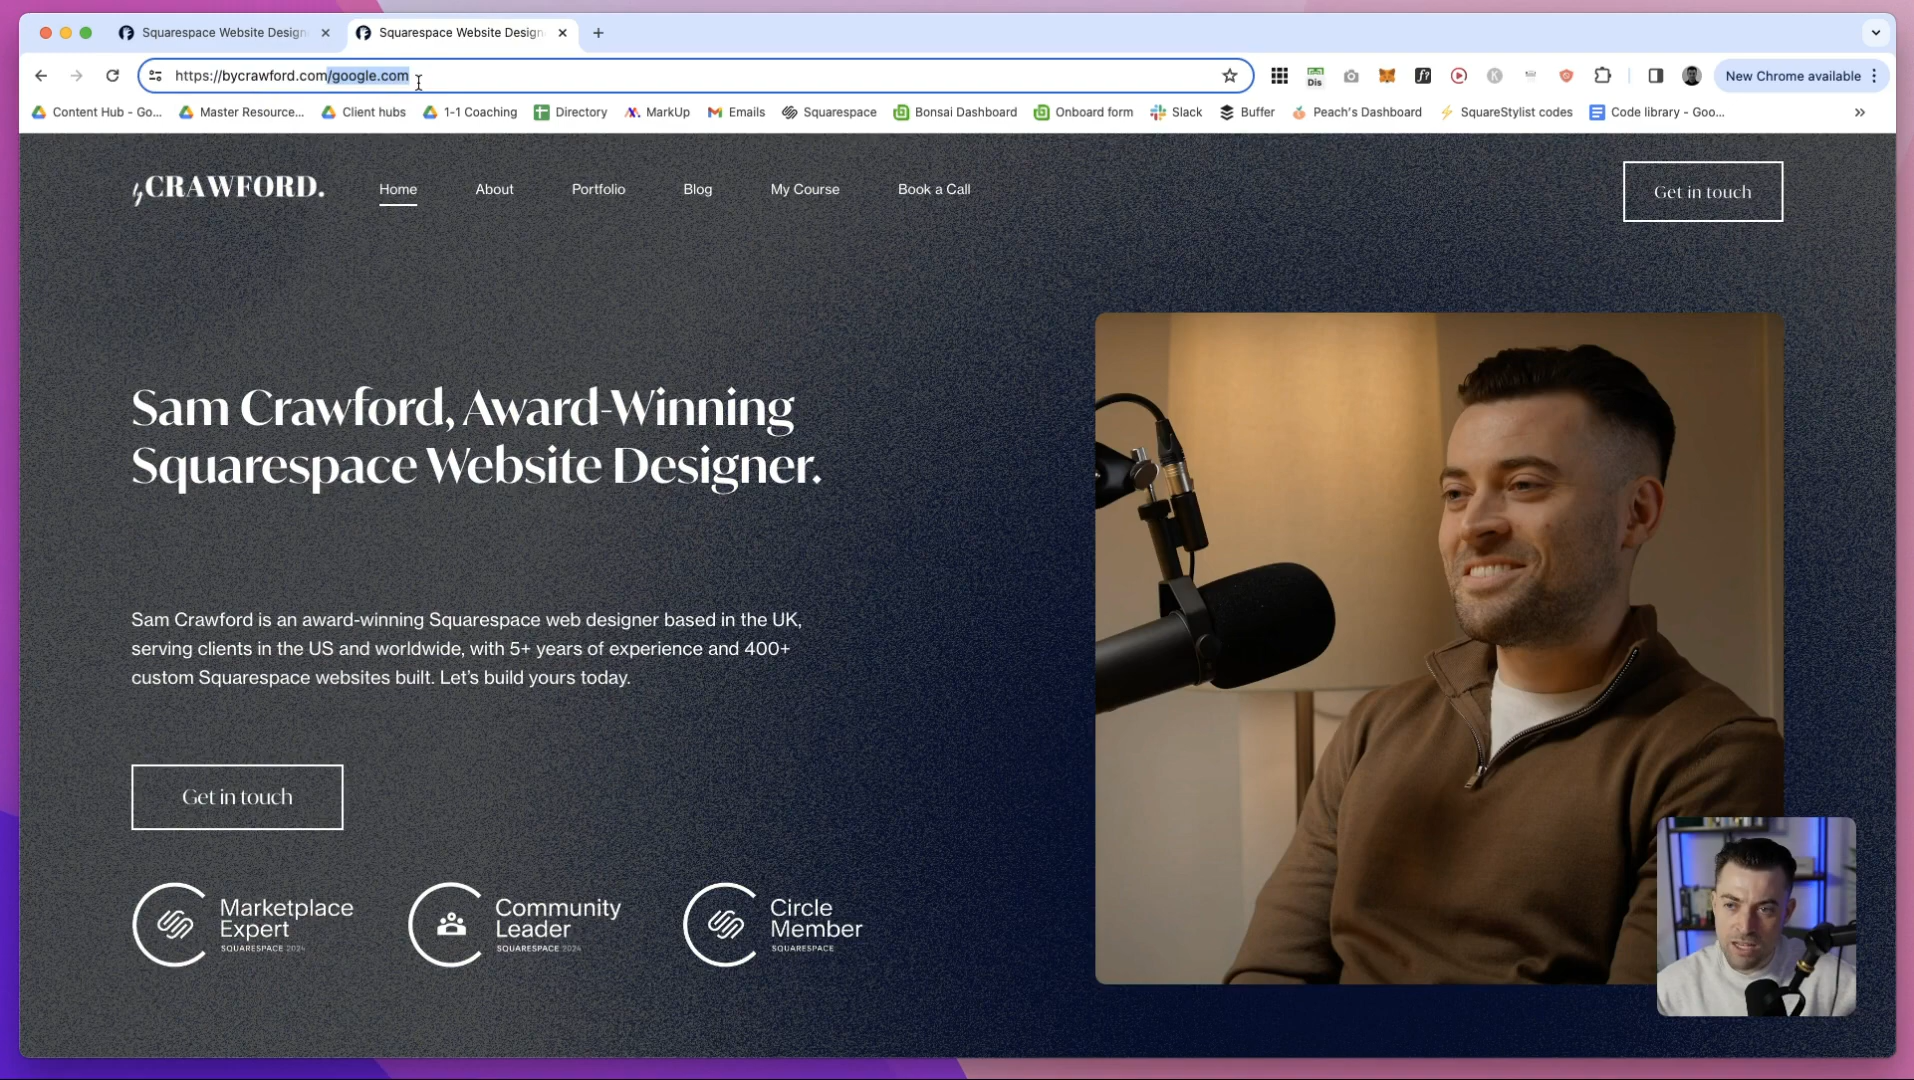 Squarespace Website Design
Squarespace Website Design
https://bycrawford.com/google.com
Dis
f?
K
New Chrome available
Content Hub - Go...
Master Resource...
Client hubs
1-1 Coaching
Directory
MarkUp
Emails
Squarespace
Bonsai Dashboard
Onboard form
Slack
Buffer
Peach's Dashboard
SquareStylist codes
Code library - Goo...
byCRAWFORD.
Home
About
Portfolio
Blog
My Course
Book a Call
Get in touch
Sam Crawford, Award-Winning
Squarespace Website Designer.
Sam Crawford is an award-winning Squarespace web designer based in the UK,
serving clients in the US and worldwide, with 5+ years of experience and 400+
custom Squarespace websites built. Let's build yours today.
Get in touch
Marketplace
Expert
SQUARESPACE 2024
Community
Leader
SQUARESPACE 2024
Circle
Member
SQUARESPACE